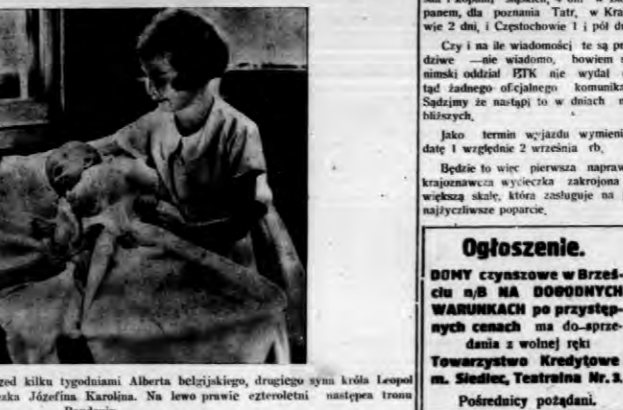 zed kilku tygodniami Alberta belgijskiego, drugiego syna króla Leopol
zka Józefina Karolina. Na lewo prawie czteroletni następca tronu
panem, dla poznania Tatr, w Kra
wie 2 dni, i Częstochowie 1 i pół d
Czy i na ile wiadomości te są p
dziwe —nie wiadomo, bowiem
nimski oddział PTK nie wydał
tąd żadnego oficjalnego komunik
Sądzimy że nastąpi to w dniach n
bliższych.
Jako termin wyjazdu wymieni
datę 1 względnie 2 września rb.
Będzie to więc pierwsza napraw
krajoznawcza wycieczka zakrojona
większą skalę, która zasługuje na
najżyczliwsze poparcie.
Ogłoszenie.
DOMY czynszowe w Brześ-
ciu n/B NA DOGODNYCH
WARUNKACH po przystęp-
nych cenach ma do-sprze-
dania z wolnej ręki
Towarzystwo Kredytowe
m. Siedlec, Teatralna Nr. 3.
Pośrednicy pożądani.